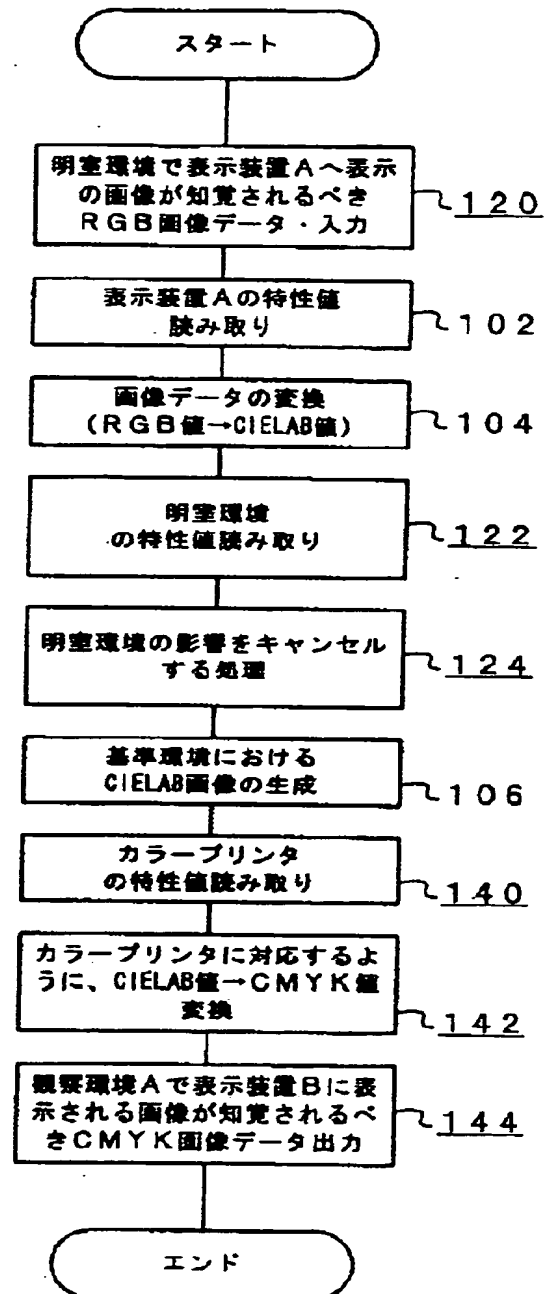 スタート
明室環境で表示装置Aへ表示
の画像が知覚されるべき
RGB画像データ・入力
120
表示装置Aの特性値
読み取り
102
画像データの変換
(RGB値→CIELAB値)
104
明室環境
の特性値読み取り
122
明室環境の影響をキャンセル
する処理
124
基準環境における
CIELAB画像の生成
106
カラープリンタ
の特性値読み取り
140
カラープリンタに対応するよ
うに、CIELAB値→CMYK値
変換
142
観察環境Aで表示装置Bに表
示される画像が知覚されるべ
きCMYK画像データ出力
144
エンド